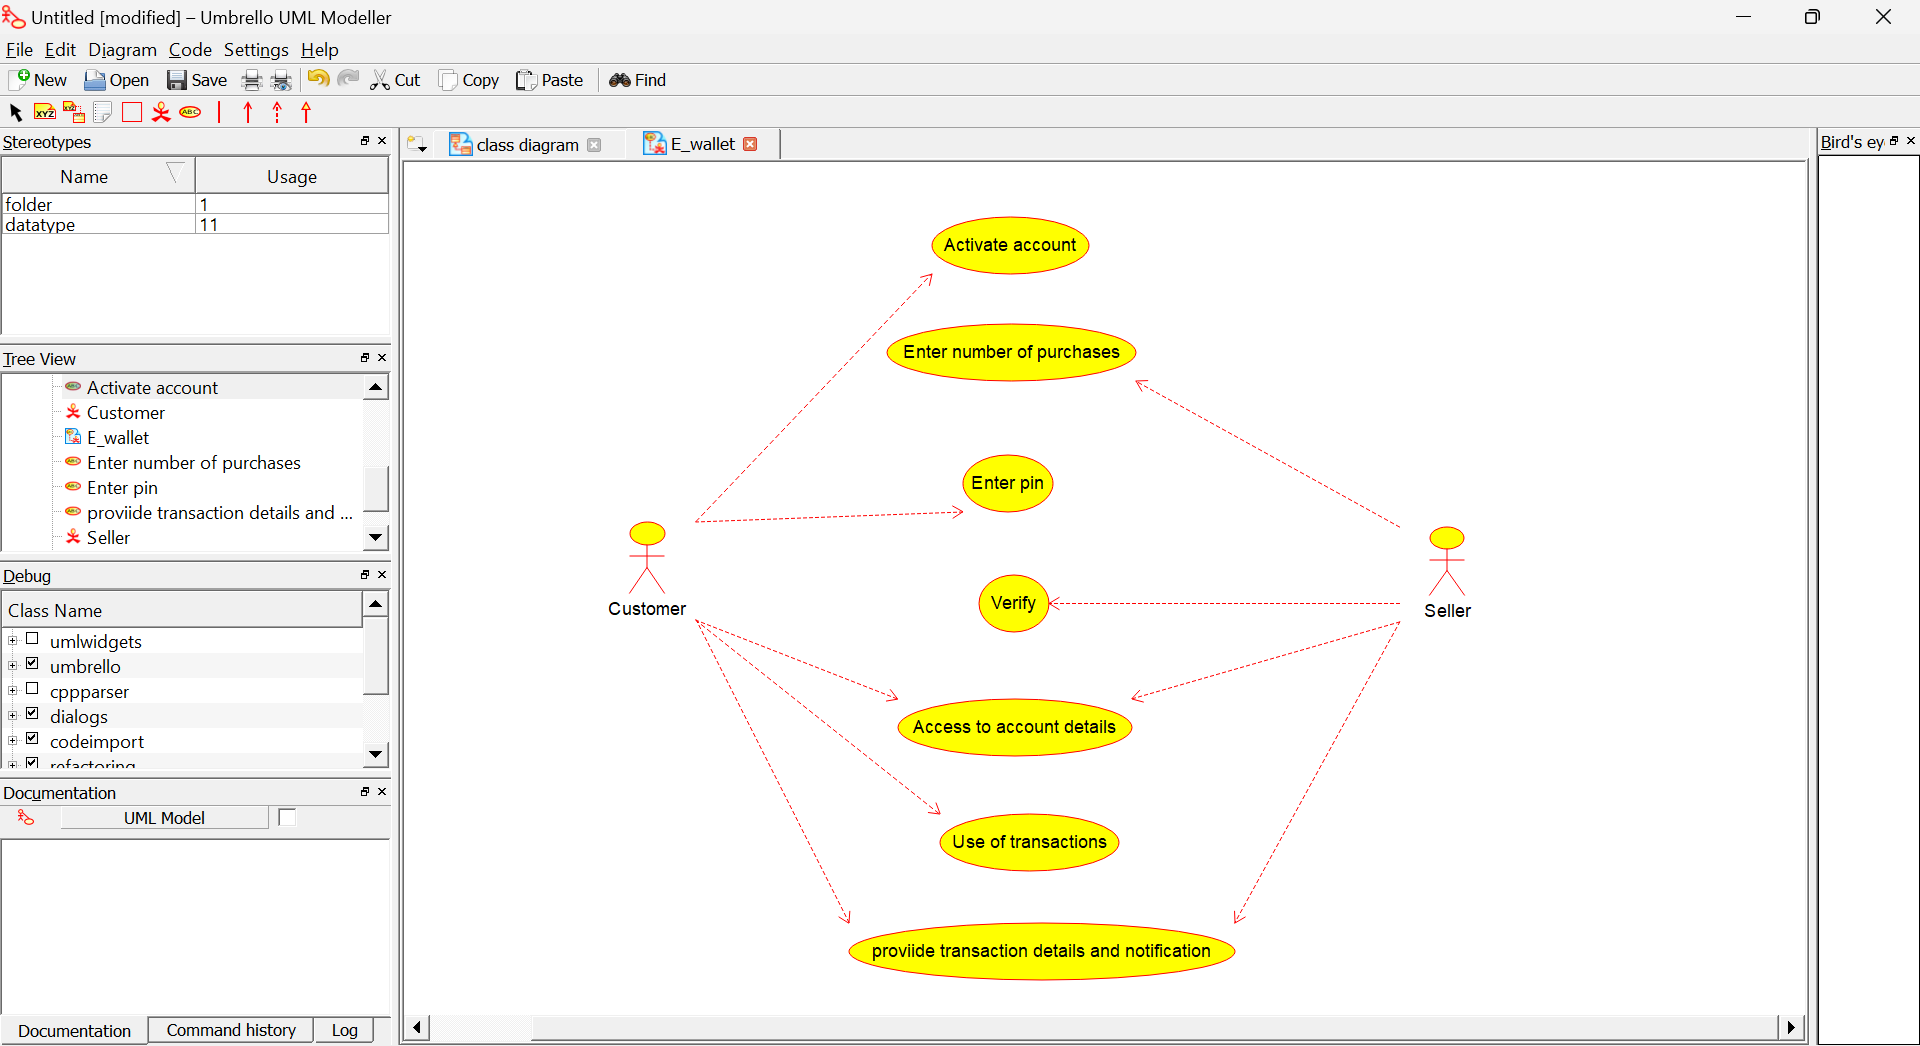 Untitled [modified] – Umbrello UML Modeller
File Edit Diagram Code Settings Help
New Open Save Cut Copy Paste Find
XYZ XYZ ABC
Stereotypes
Name Usage
folder 1
datatype 11
Tree View
Activate account
Customer
E_wallet
Enter number of purchases
Enter pin
proviide transaction details and ...
Seller
Debug
Class Name
umlwidgets
umbrello
cppparser
dialogs
codeimport
refactoring
Documentation
UML Model
Documentation Command history Log
class diagram E_wallet
Activate account
Enter number of purchases
Enter pin
Customer
Verify
Seller
Access to account details
Use of transactions
proviide transaction details and notification
Bird's ey